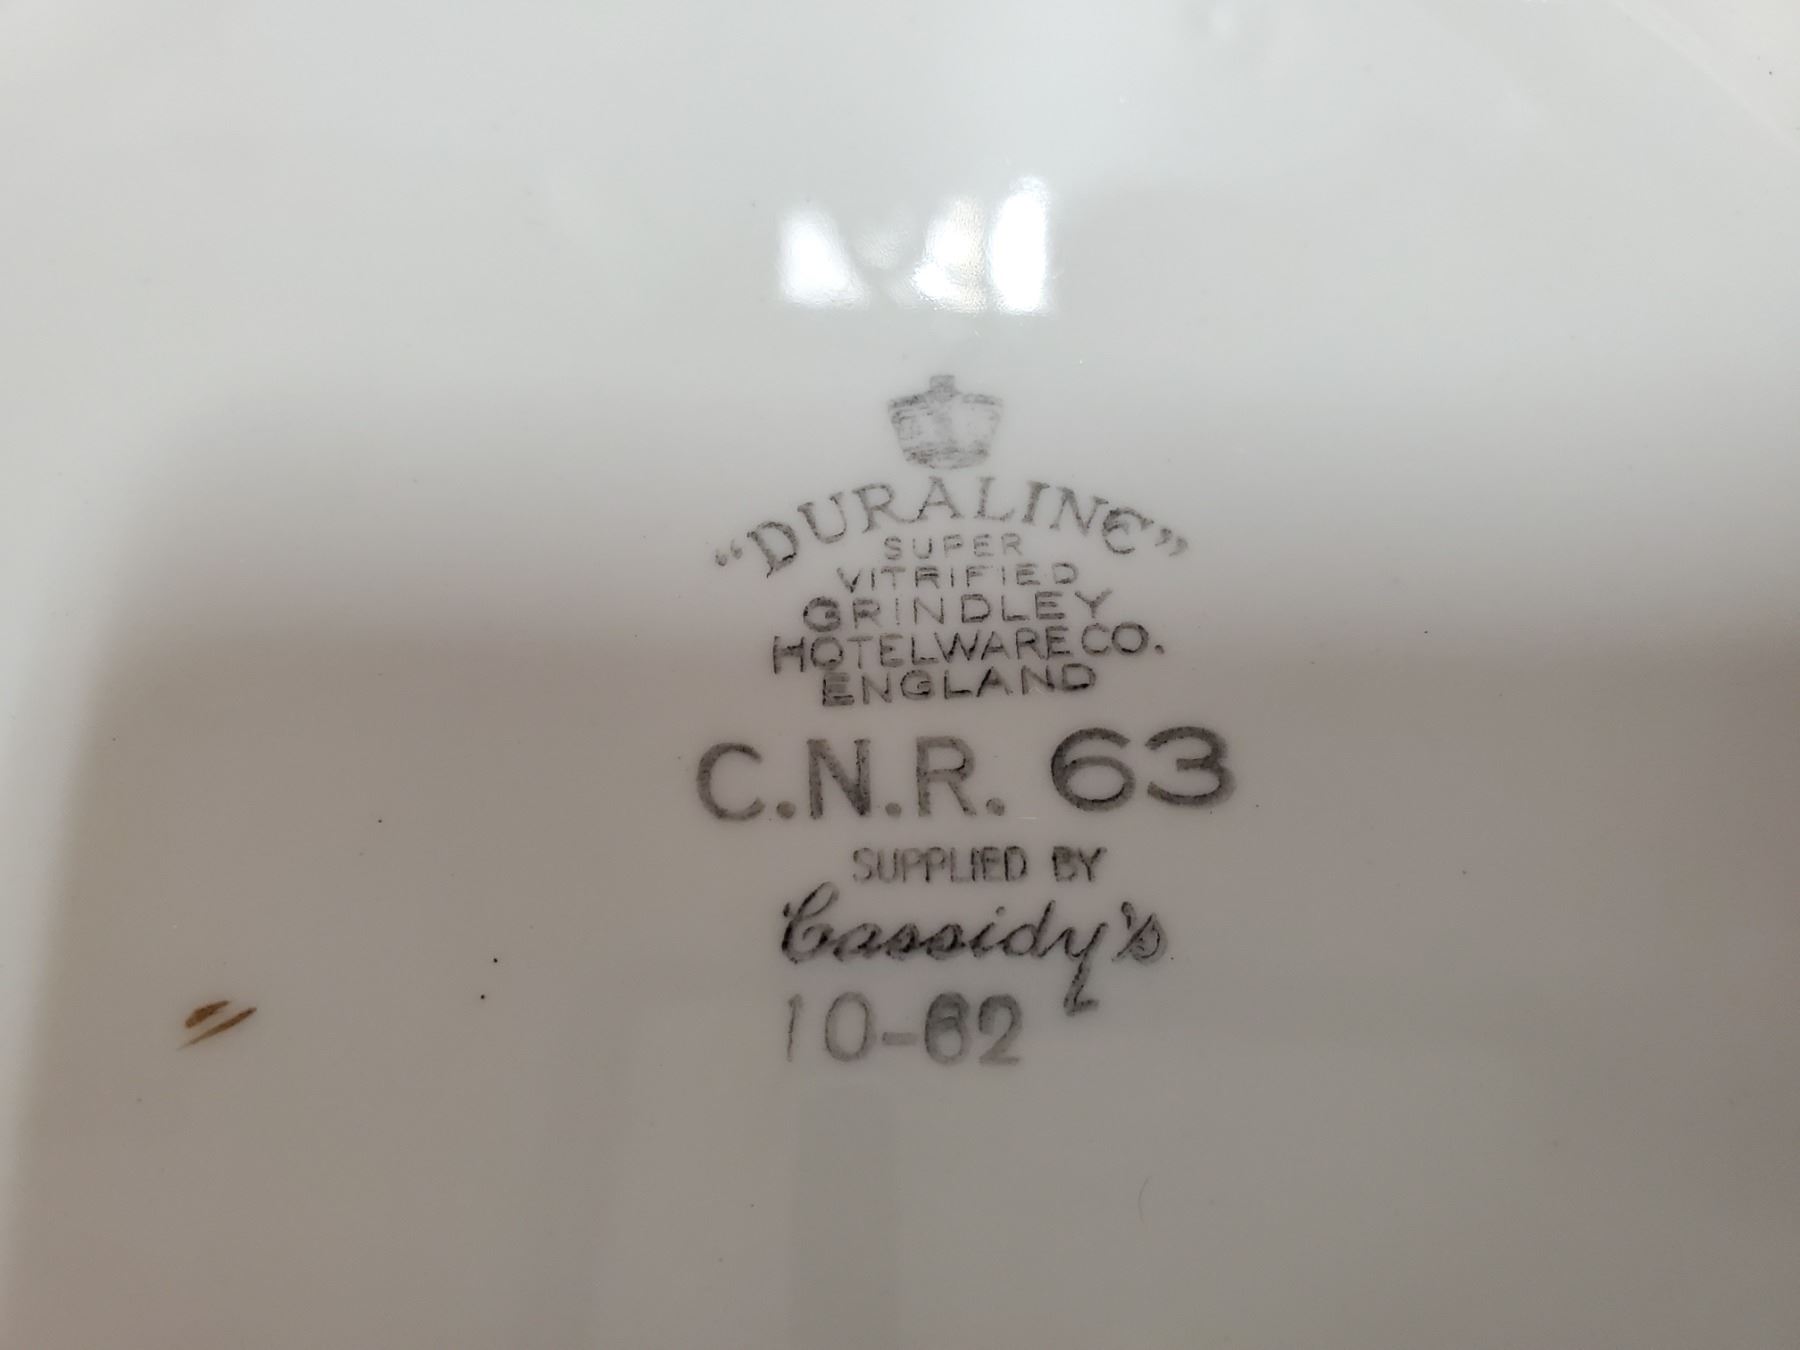 "DURALINE"
SUPER
VITRIFIED
GRINDLEY
HOTELWARE CO.
ENGLAND
C.N.R. 63
SUPPLIED BY
Cassidy's
10-62